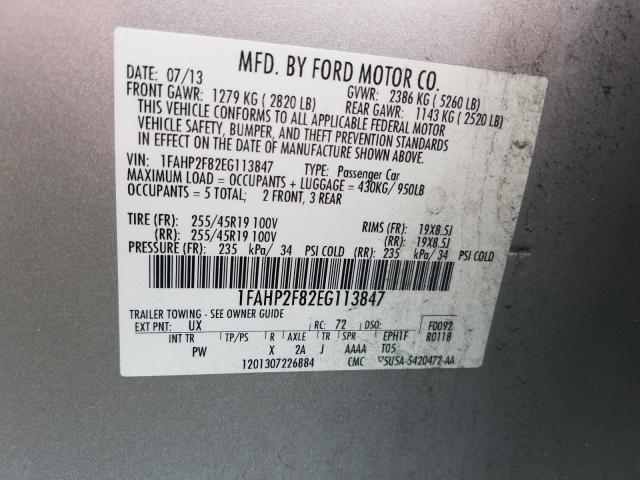 MFD. BY FORD MOTOR CO.
DATE: 07/13
GVWR: 2386 KG ( 5260 LB)
FRONT GAWR: 1279 KG ( 2820 LB)
REAR GAWR: 1143 KG ( 2520 LB)
THIS VEHICLE CONFORMS TO ALL APPLICABLE FEDERAL MOTOR
VEHICLE SAFETY, BUMPER, AND THEFT PREVENTION STANDARDS
IN EFFECT ON THE DATE OF MANUFACTURE SHOWN ABOVE.
VIN: 1FAHP2F82EG113847 TYPE: Passenger Car
MAXIMUM LOAD = OCCUPANTS + LUGGAGE = 430KG/ 950LB
OCCUPANTS = 5 TOTAL; 2 FRONT, 3 REAR
TIRE (FR): 255/45R19 100V RIMS (FR): 19X8.5J
(RR): 255/45R19 100V (RR): 19X8.5J
PRESSURE (FR): 235 kPa/ 34 PSI COLD (RR): 235 kPa/ 34 PSI COLD
1FAHP2F82EG113847
TRAILER TOWING - SEE OWNER GUIDE
EXT PNT: UX RC: 72 DSO: F0092
INT TR TP/PS R AXLE TR SPR EPH1F R0118
PW X 2A J AAAA T05
1201307226884 CMC 5U5A-5420472-AA